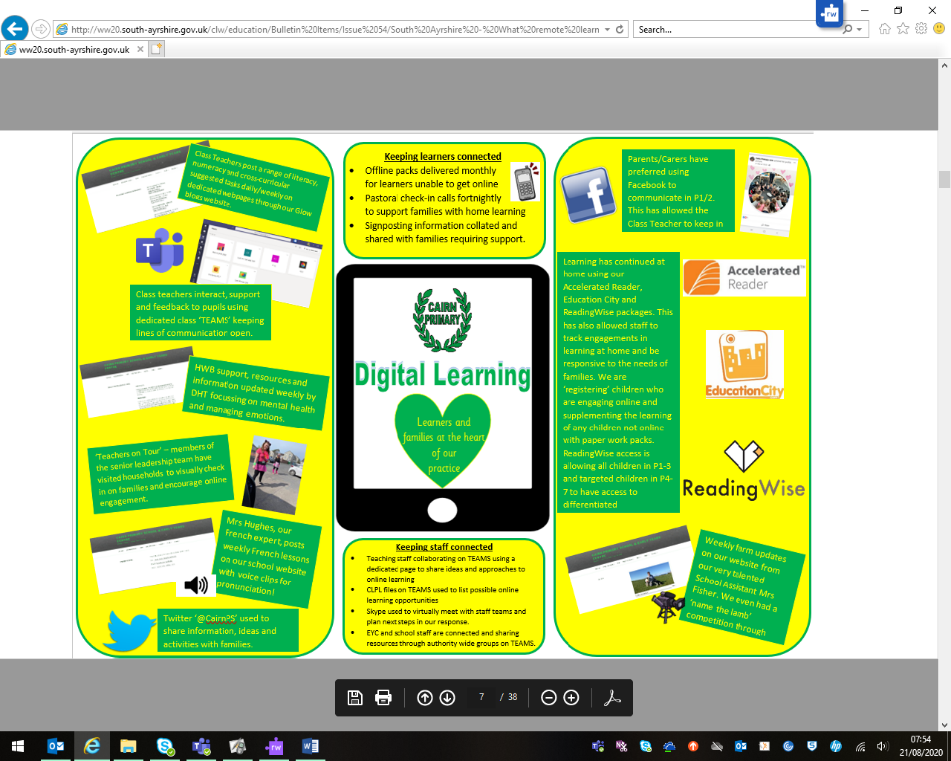 http://ww20.south-ayrshire.gov.uk/clw/education/Bulletin%20Items/Issue%2054/South%20Ayrshire%20-%20What%20remote%20learn
Search...
rw
ww20.south-ayrshire.gov.uk
Class Teachers post a range of literacy,
numeracy and cross-curricular
suggested tasks daily/weekly on
dedicated webpages through our Glow
blogs website.
T
Class teachers interact, support
and feedback to pupils using
dedicated class ‘TEAMS’ keeping
lines of communication open.
HWB support, resources and
information updated weekly by
DHT focussing on mental health
and managing emotions.
‘Teachers on Tour’ – members of
the senior leadership team have
visited households to visually check
in on families and encourage online
engagement.
Mrs Hughes, our
French expert, posts
weekly French lessons
on our school website
with voice clips for
pronunciation!
Twitter ‘@CairnPS’ used to
share information, ideas and
activities with families.
Keeping learners connected
• Offline packs delivered monthly
for learners unable to get online
• Pastoral check-in calls fortnightly
to support families with home learning
• Signposting information collated and
shared with families requiring support.
CAIRN
PRIMARY
Digital Learning
Learners and
families at the heart
of our
practice
Keeping staff connected
• Teaching staff collaborating on TEAMS using a
dedicated page to share ideas and approaches to
online learning
• CLPL files on TEAMS used to list possible online
learning opportunities
• Skype used to virtually meet with staff teams and
plan next steps in our response.
• EYC and school staff are connected and sharing
resources through authority wide groups on TEAMS.
f
Parents/Carers have
preferred using
Facebook to
communicate in P1/2.
This has allowed the
Class Teacher to keep in
Learning has continued at
home using our
Accelerated Reader,
Education City and
ReadingWise packages. This
has also allowed staff to
track engagements in
learning at home and be
responsive to the needs of
families. We are
‘registering’ children who
are engaging online and
supplementing the learning
of any children not online
with paper work packs.
ReadingWise access is
allowing all children in P1-3
and targeted children in P4-
7 to have access to
differentiated
Accelerated™
Reader
EducationCity
ReadingWise
Weekly farm updates
on our website from
our very talented
School Assistant Mrs
Fisher. We even had a
‘name the lamb’
competition through
7 / 38
07:54
21/08/2020